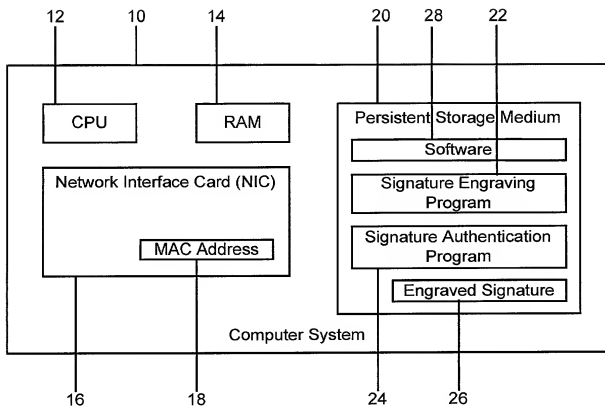 12 10 14 20 28 22
CPU
RAM
Persistent Storage Medium
Software
Network Interface Card (NIC)
Signature Engraving
Program
MAC Address
Signature Authentication
Program
Engraved Signature
Computer System
16 18 24 26